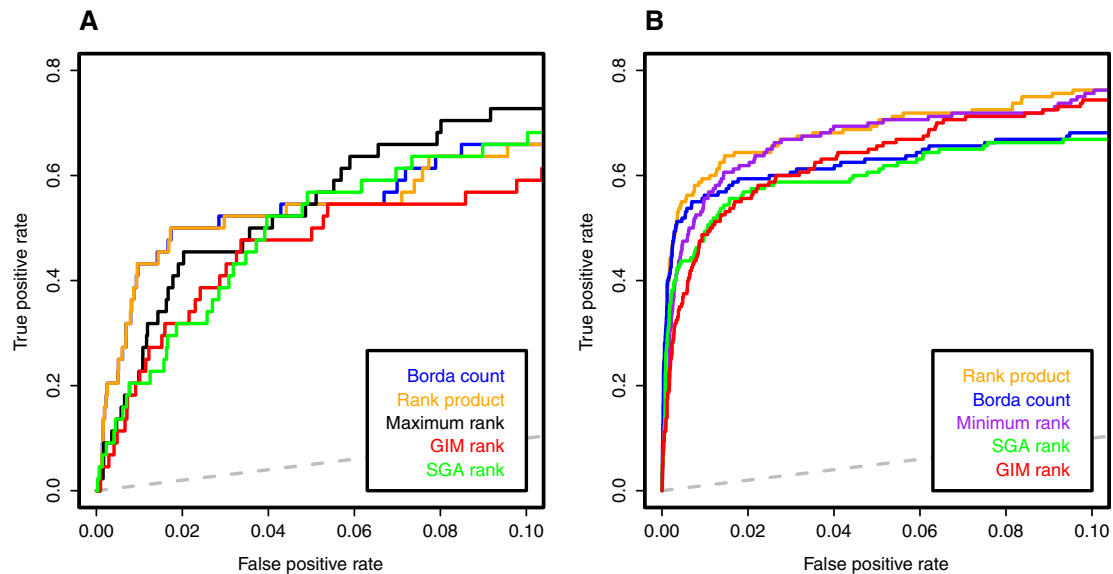 A
0.8
0.6
0.4
0.2
0.0
True positive rate
Borda count
Rank product
Maximum rank
GIM rank
SGA rank
0.00 0.02 0.04 0.06 0.08 0.10
False positive rate
B
0.8
0.6
0.4
0.2
0.0
True positive rate
Rank product
Borda count
Minimum rank
SGA rank
GIM rank
0.00 0.02 0.04 0.06 0.08 0.10
False positive rate